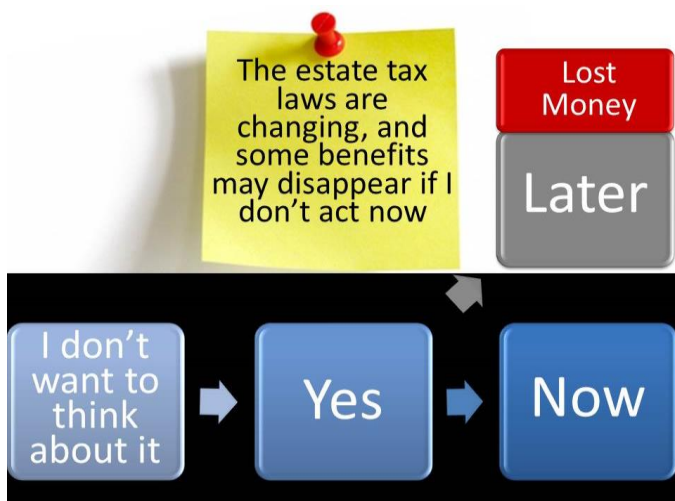 The estate tax
laws are
changing, and
some benefits
may disappear if I
don’t act now
Lost
Money
Later
I don’t
want to
think
about it
Yes
Now